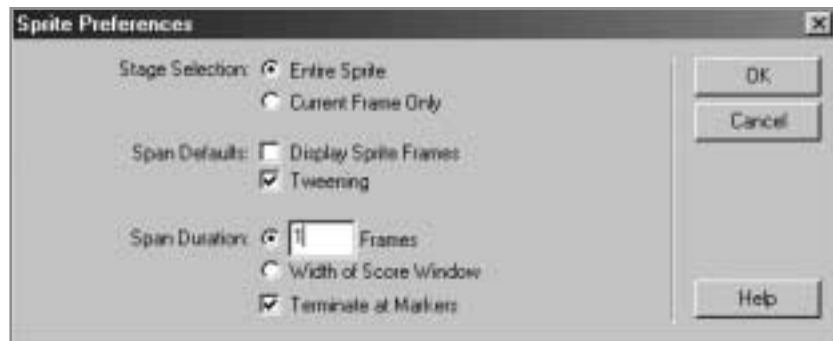 Sprite Preferences
Stage Selection: Entire Sprite
Current Frame Only
OK
Cancel
Span Defaults: Display Sprite Frames
Tweening
Span Duration: 1 Frames
Width of Score Window
Terminate at Markers
Help